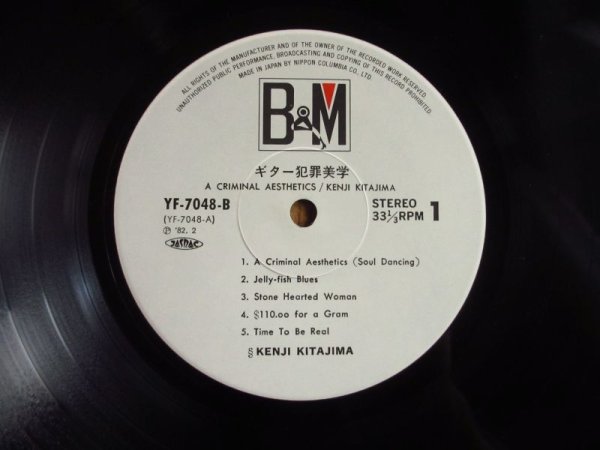 ALL RIGHTS OF THE MANUFACTURER AND OF THE OWNER OF THE RECORDED WORK RESERVED
UNAUTHORIZED PUBLIC PERFORMANCE, BROADCASTING AND COPYING OF THIS RECORD PROHIBITED
MADE IN JAPAN BY NIPPON COLUMBIA CO., LTD.
B&M
ギター犯罪美学
A CRIMINAL AESTHETICS / KENJI KITAJIMA
YF-7048-B
(YF-7048-A)
℗ '82. 2
JASRAC
STEREO
33⅓RPM 1
1. A Criminal Aesthetics (Soul Dancing)
2. Jelly-fish Blues
3. Stone Hearted Woman
4. $110.oo for a Gram
5. Time To Be Real
KENJI KITAJIMA